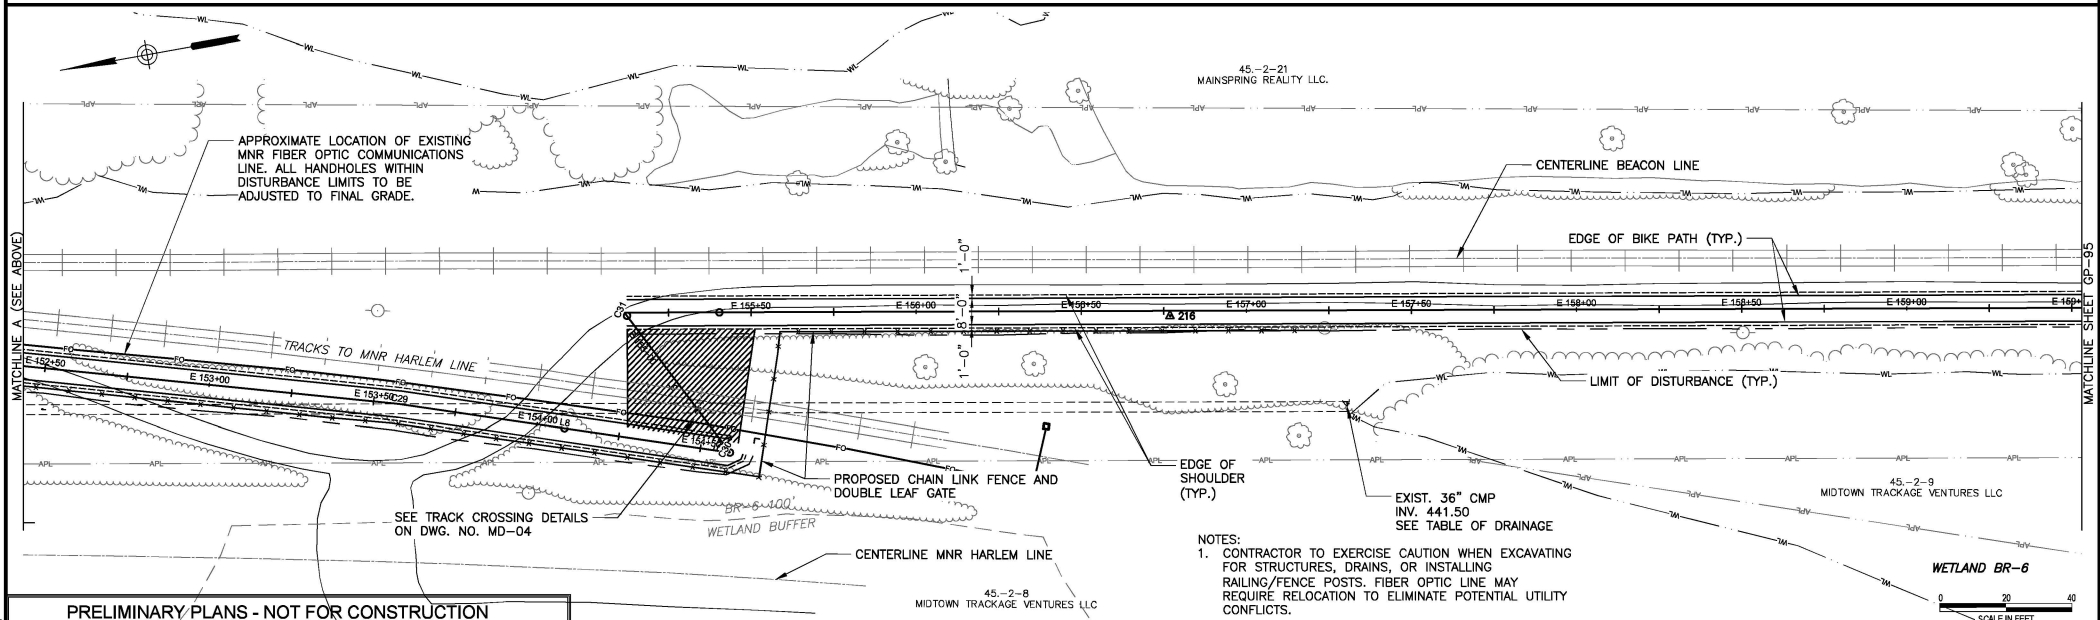 45.-2-21
MAINSPRING REALITY LLC.
APPROXIMATE LOCATION OF EXISTING
MNR FIBER OPTIC COMMUNICATIONS
LINE. ALL HANDHOLES WITHIN
DISTURBANCE LIMITS TO BE
ADJUSTED TO FINAL GRADE.
CENTERLINE BEACON LINE
EDGE OF BIKE PATH (TYP.)
MATCHLINE A (SEE ABOVE)
MATCHLINE SHEET GP-95
1'-0"
8'-0"
1'-0"
C31
E 155+50
E 156+00
E 156+50
216
E 157+00
E 157+50
E 158+00
E 158+50
E 159+00
TRACKS TO MNR HARLEM LINE
E 152+50
E 153+00
E 153+50
C29
E 154+00
L8
LIMIT OF DISTURBANCE (TYP.)
PROPOSED CHAIN LINK FENCE AND
DOUBLE LEAF GATE
EDGE OF
SHOULDER
(TYP.)
EXIST. 36" CMP
INV. 441.50
SEE TABLE OF DRAINAGE
45.-2-9
MIDTOWN TRACKAGE VENTURES LLC
SEE TRACK CROSSING DETAILS
ON DWG. NO. MD-04
BR-6 100'
WETLAND BUFFER
CENTERLINE MNR HARLEM LINE
NOTES:
1. CONTRACTOR TO EXERCISE CAUTION WHEN EXCAVATING
FOR STRUCTURES, DRAINS, OR INSTALLING
RAILING/FENCE POSTS. FIBER OPTIC LINE MAY
REQUIRE RELOCATION TO ELIMINATE POTENTIAL UTILITY
CONFLICTS.
WETLAND BR-6
45.-2-8
MIDTOWN TRACKAGE VENTURES LLC
0 20 40
SCALE IN FEET
PRELIMINARY PLANS - NOT FOR CONSTRUCTION